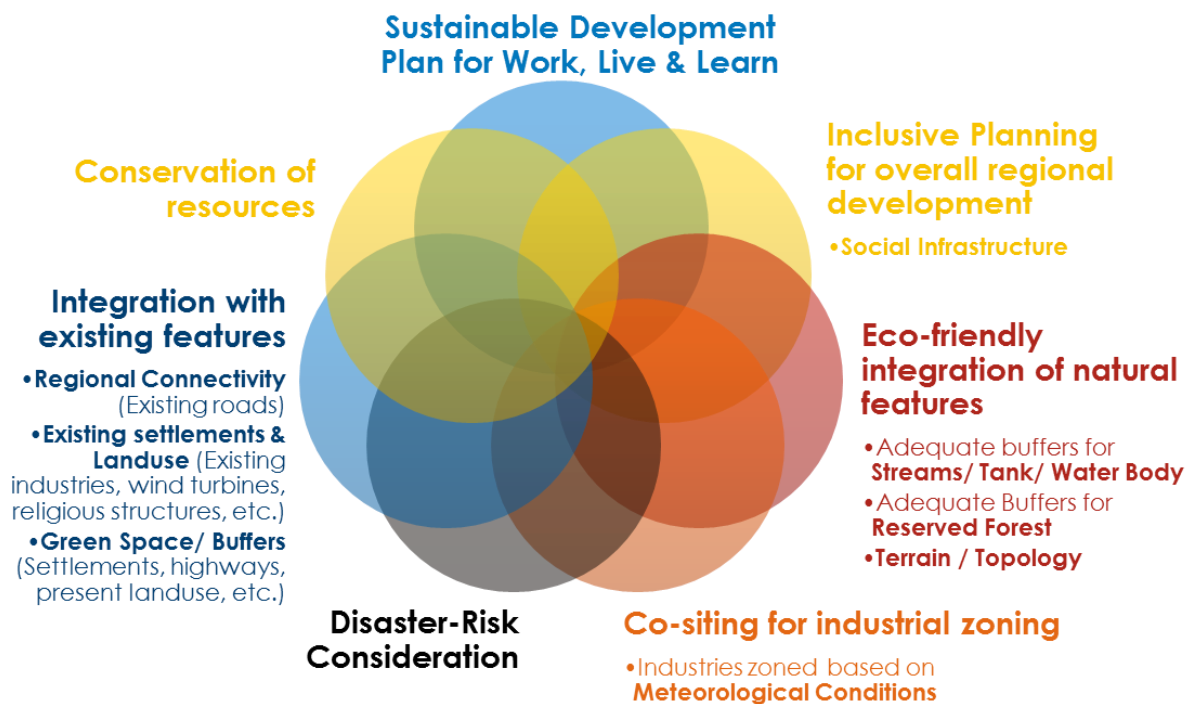 Sustainable Development
Plan for Work, Live & Learn
Conservation of
resources
Inclusive Planning
for overall regional
development
•Social Infrastructure
Integration with
existing features
•Regional Connectivity
(Existing roads)
•Existing settlements &
Landuse (Existing
industries, wind turbines,
religious structures, etc.)
•Green Space/ Buffers
(Settlements, highways,
present landuse, etc.)
Eco-friendly
integration of natural
features
•Adequate buffers for
Streams/ Tank/ Water Body
•Adequate Buffers for
Reserved Forest
•Terrain / Topology
Disaster-Risk
Consideration
Co-siting for industrial zoning
•Industries zoned based on
Meteorological Conditions